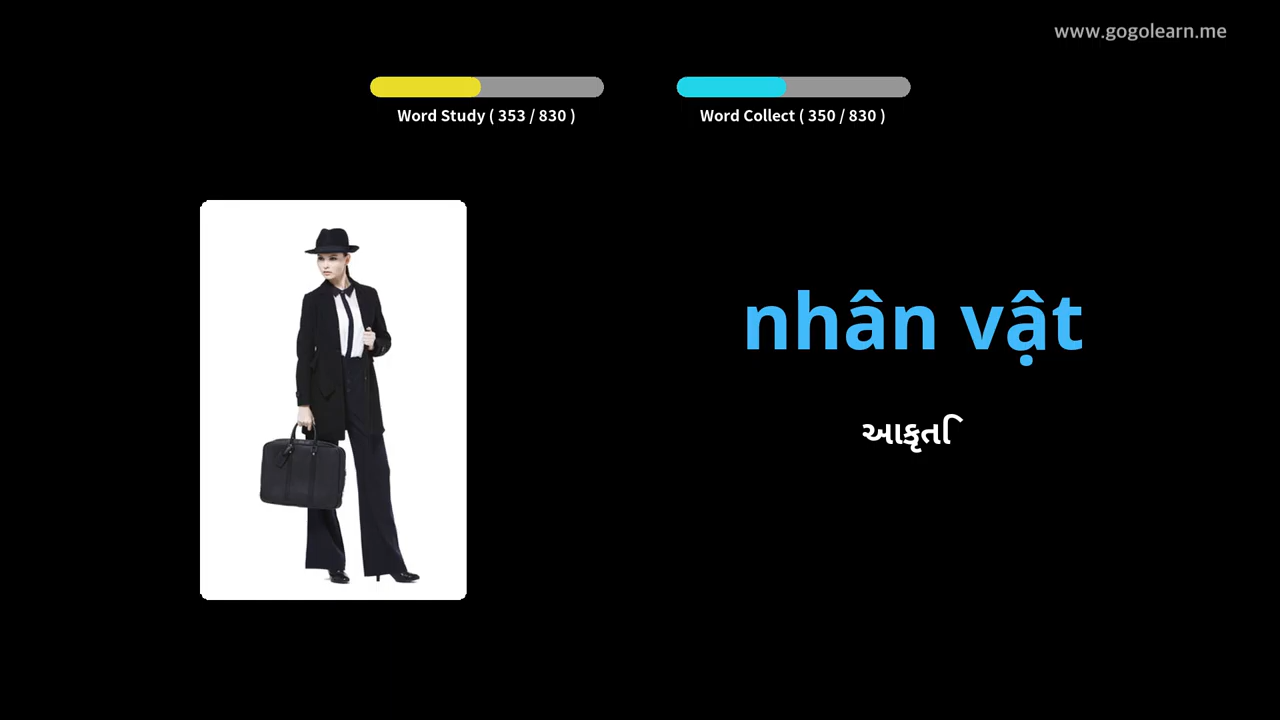 www.gogolearn.me
Word Study ( 353 / 830 )
Word Collect ( 350 / 830 )
nhân vật
આકૃતિ